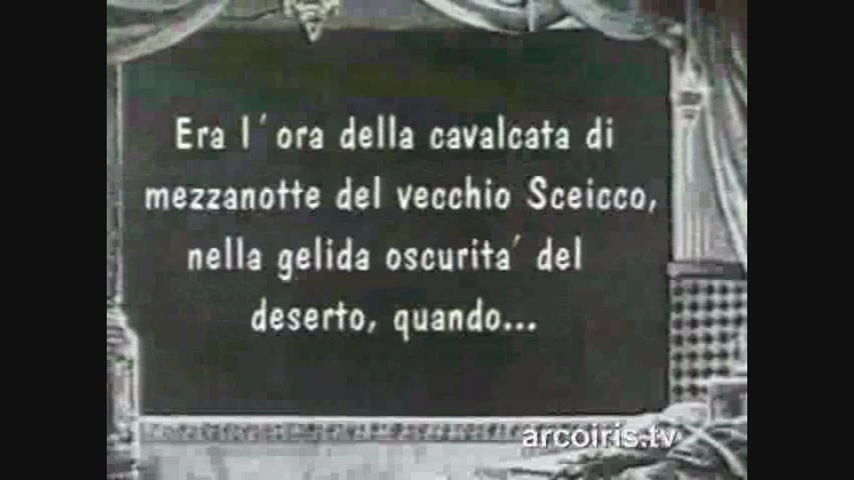 Era l´ora della cavalcata di
mezzanotte del vecchio Sceicco,
nella gelida oscurita´ del
deserto, quando...
arcoiris.tv